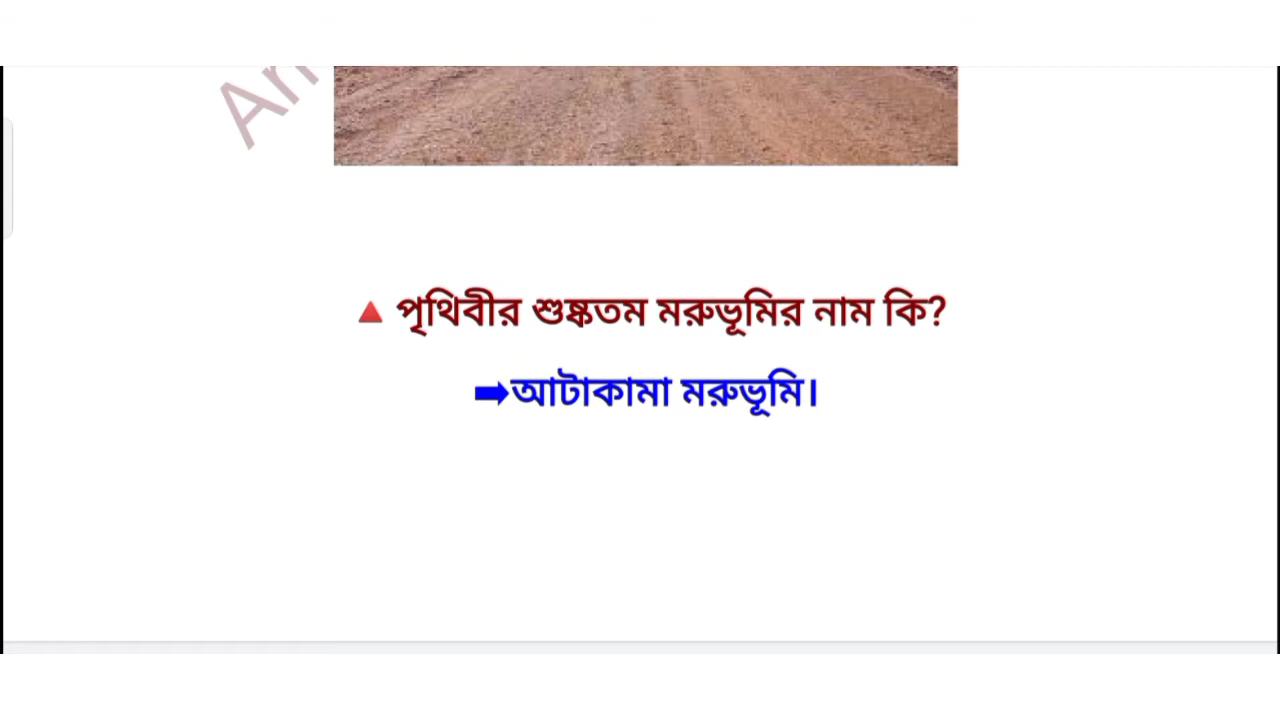 🔺 পৃথিবীর শুষ্কতম মরুভূমির নাম কি?
➡আটাকামা মরুভূমি।